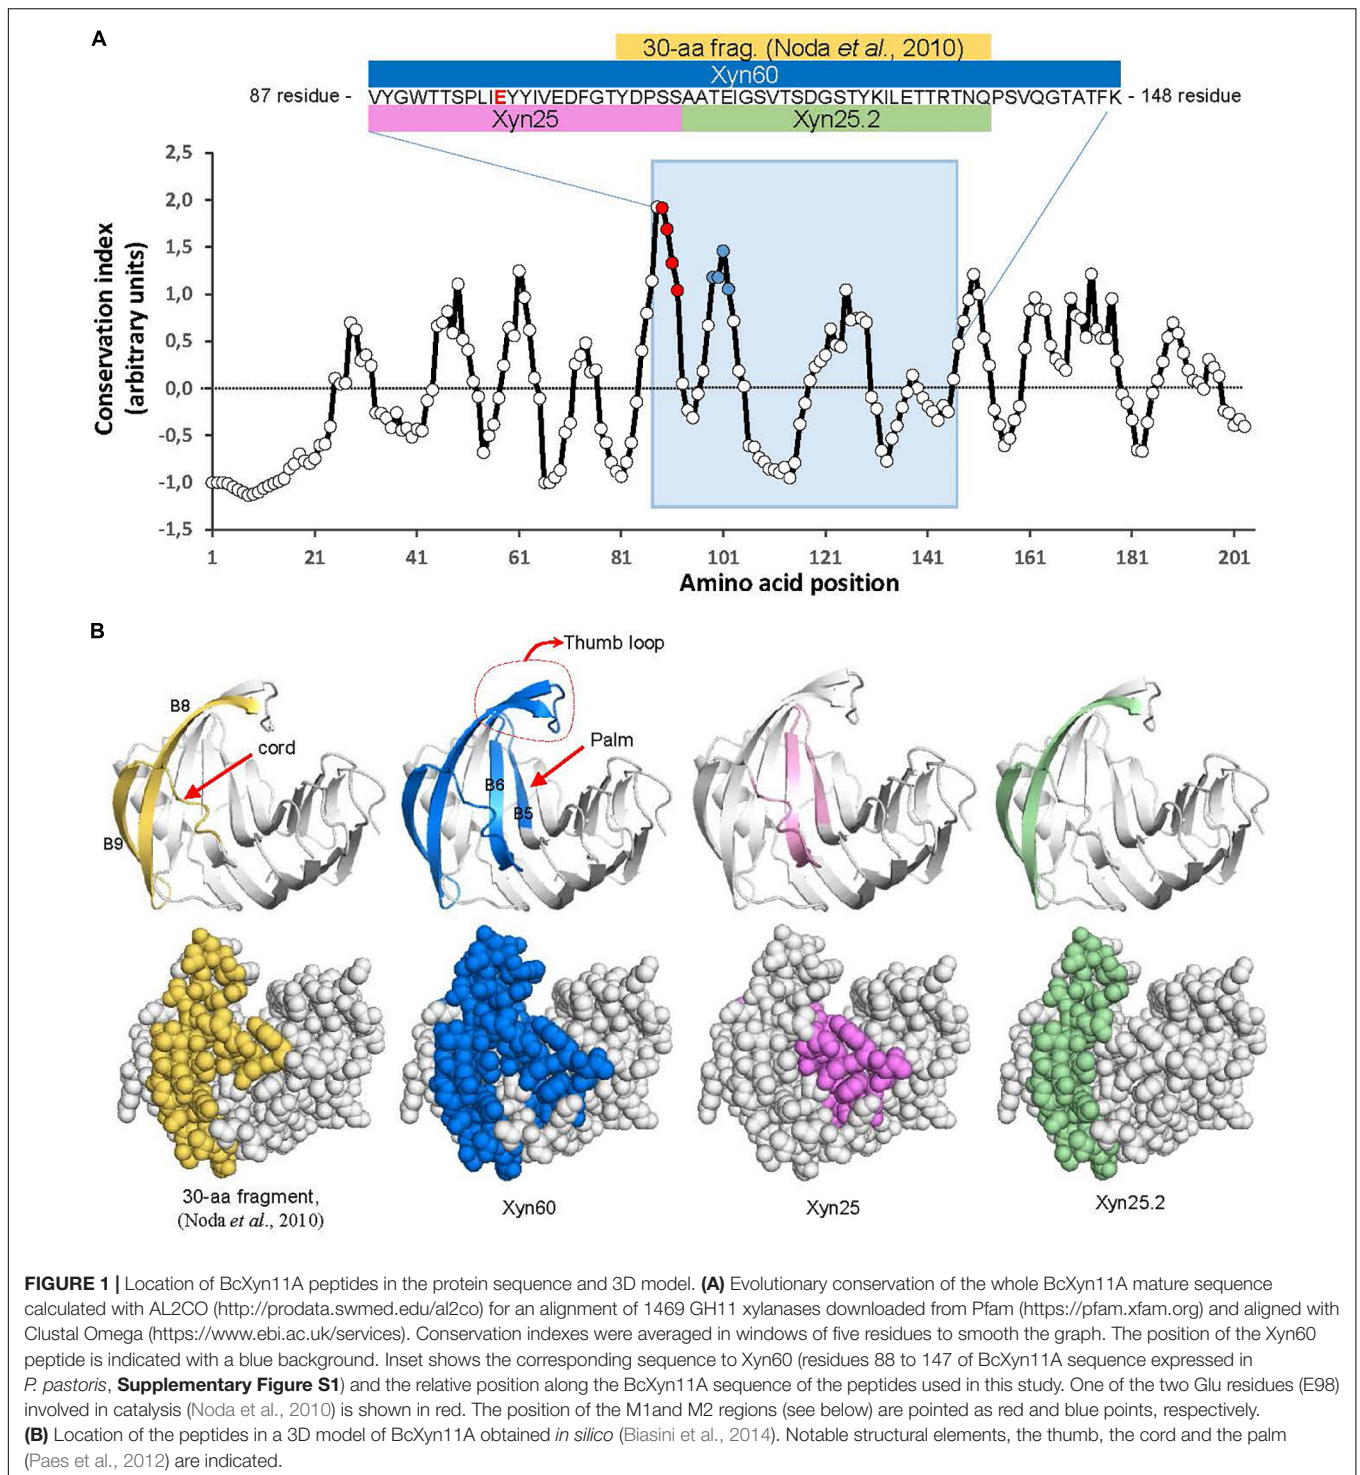 A
30-aa frag. (Noda et al., 2010)
Xyn60
87 residue - VYGWTTSPLIEYYIVEDFGTYDPSSAATEIGSVTSDGSTYKILETTRTNQPSVQGTATFK - 148 residue
Xyn25 Xyn25.2
2,5
2,0
1,5
1,0
0,5
0,0
-0,5
-1,0
-1,5
Conservation index
(arbitrary units)
1 21 41 61 81 101 121 141 161 181 201
Amino acid position
B
Thumb loop
B8
cord
B9
Palm
B6
B5
30-aa fragment,
(Noda et al., 2010)
Xyn60
Xyn25
Xyn25.2
FIGURE 1 | Location of BcXyn11A peptides in the protein sequence and 3D model. (A) Evolutionary conservation of the whole BcXyn11A mature sequence
calculated with AL2CO (http://prodata.swmed.edu/al2co) for an alignment of 1469 GH11 xylanases downloaded from Pfam (https://pfam.xfam.org) and aligned with
Clustal Omega (https://www.ebi.ac.uk/services). Conservation indexes were averaged in windows of five residues to smooth the graph. The position of the Xyn60
peptide is indicated with a blue background. Inset shows the corresponding sequence to Xyn60 (residues 88 to 147 of BcXyn11A sequence expressed in
P. pastoris, Supplementary Figure S1) and the relative position along the BcXyn11A sequence of the peptides used in this study. One of the two Glu residues (E98)
involved in catalysis (Noda et al., 2010) is shown in red. The position of the M1and M2 regions (see below) are pointed as red and blue points, respectively.
(B) Location of the peptides in a 3D model of BcXyn11A obtained in silico (Biasini et al., 2014). Notable structural elements, the thumb, the cord and the palm
(Paes et al., 2012) are indicated.